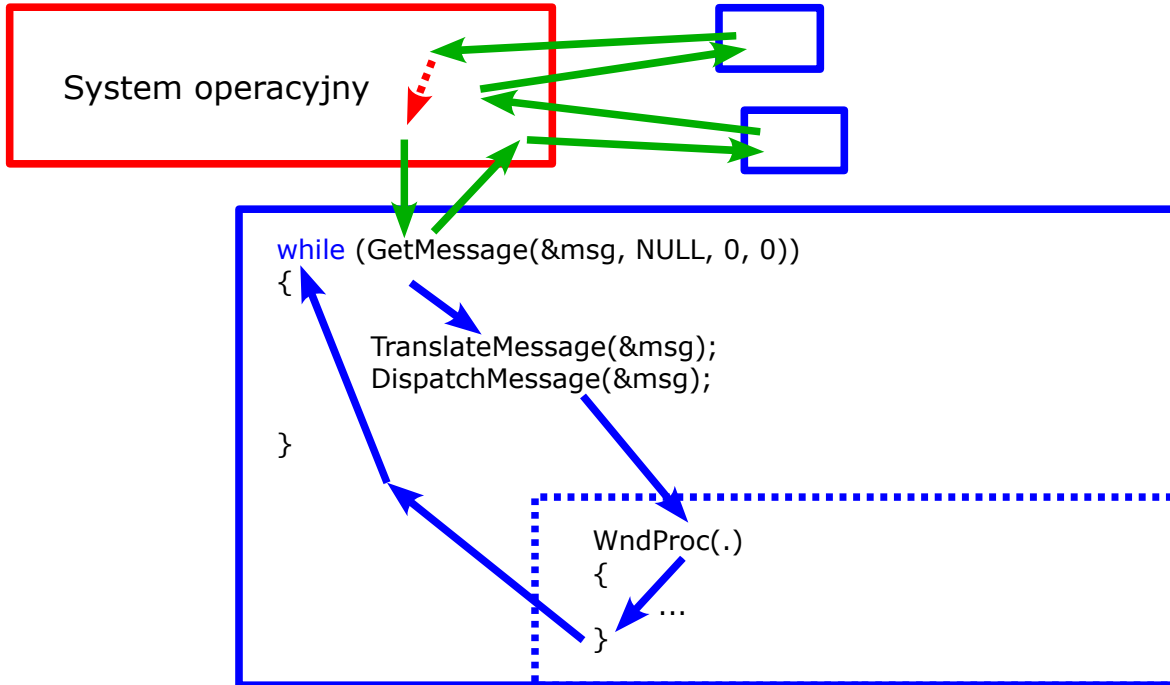 System operacyjny
while (GetMessage(&msg, NULL, 0, 0))
{
TranslateMessage(&msg);
DispatchMessage(&msg);
}
WndProc(.)
{
...
}